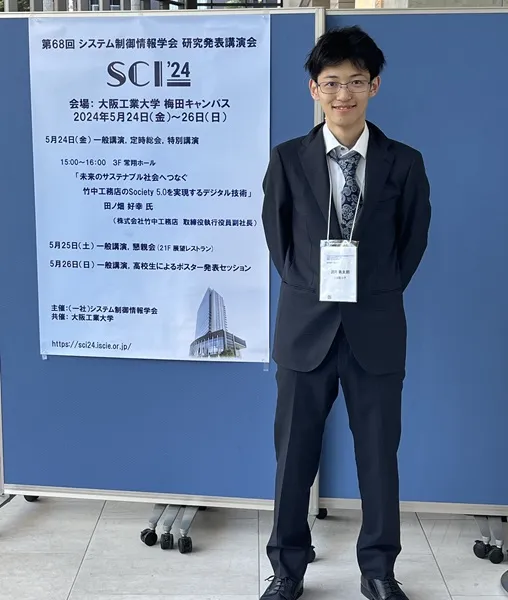 第68回 システム制御情報学会 研究発表講演会
SCI'24
会場: 大阪工業大学 梅田キャンパス
2024年5月24日(金)~26日(日)
5月24日(金) 一般講演, 定時総会, 特別講演
15:00~16:00 3F 常翔ホール
「未来のサステナブル社会へつなぐ
竹中工務店のSociety 5.0を実現するデジタル技術」
田ノ畑 好幸 氏
(株式会社竹中工務店 取締役執行役員副社長)
5月25日(土) 一般講演, 懇親会(21F 展望レストラン)
5月26日(日) 一般講演, 高校生によるポスター発表セッション
主催:(一社)システム制御情報学会
共催: 大阪工業大学
https://sci24.iscie.or.jp/